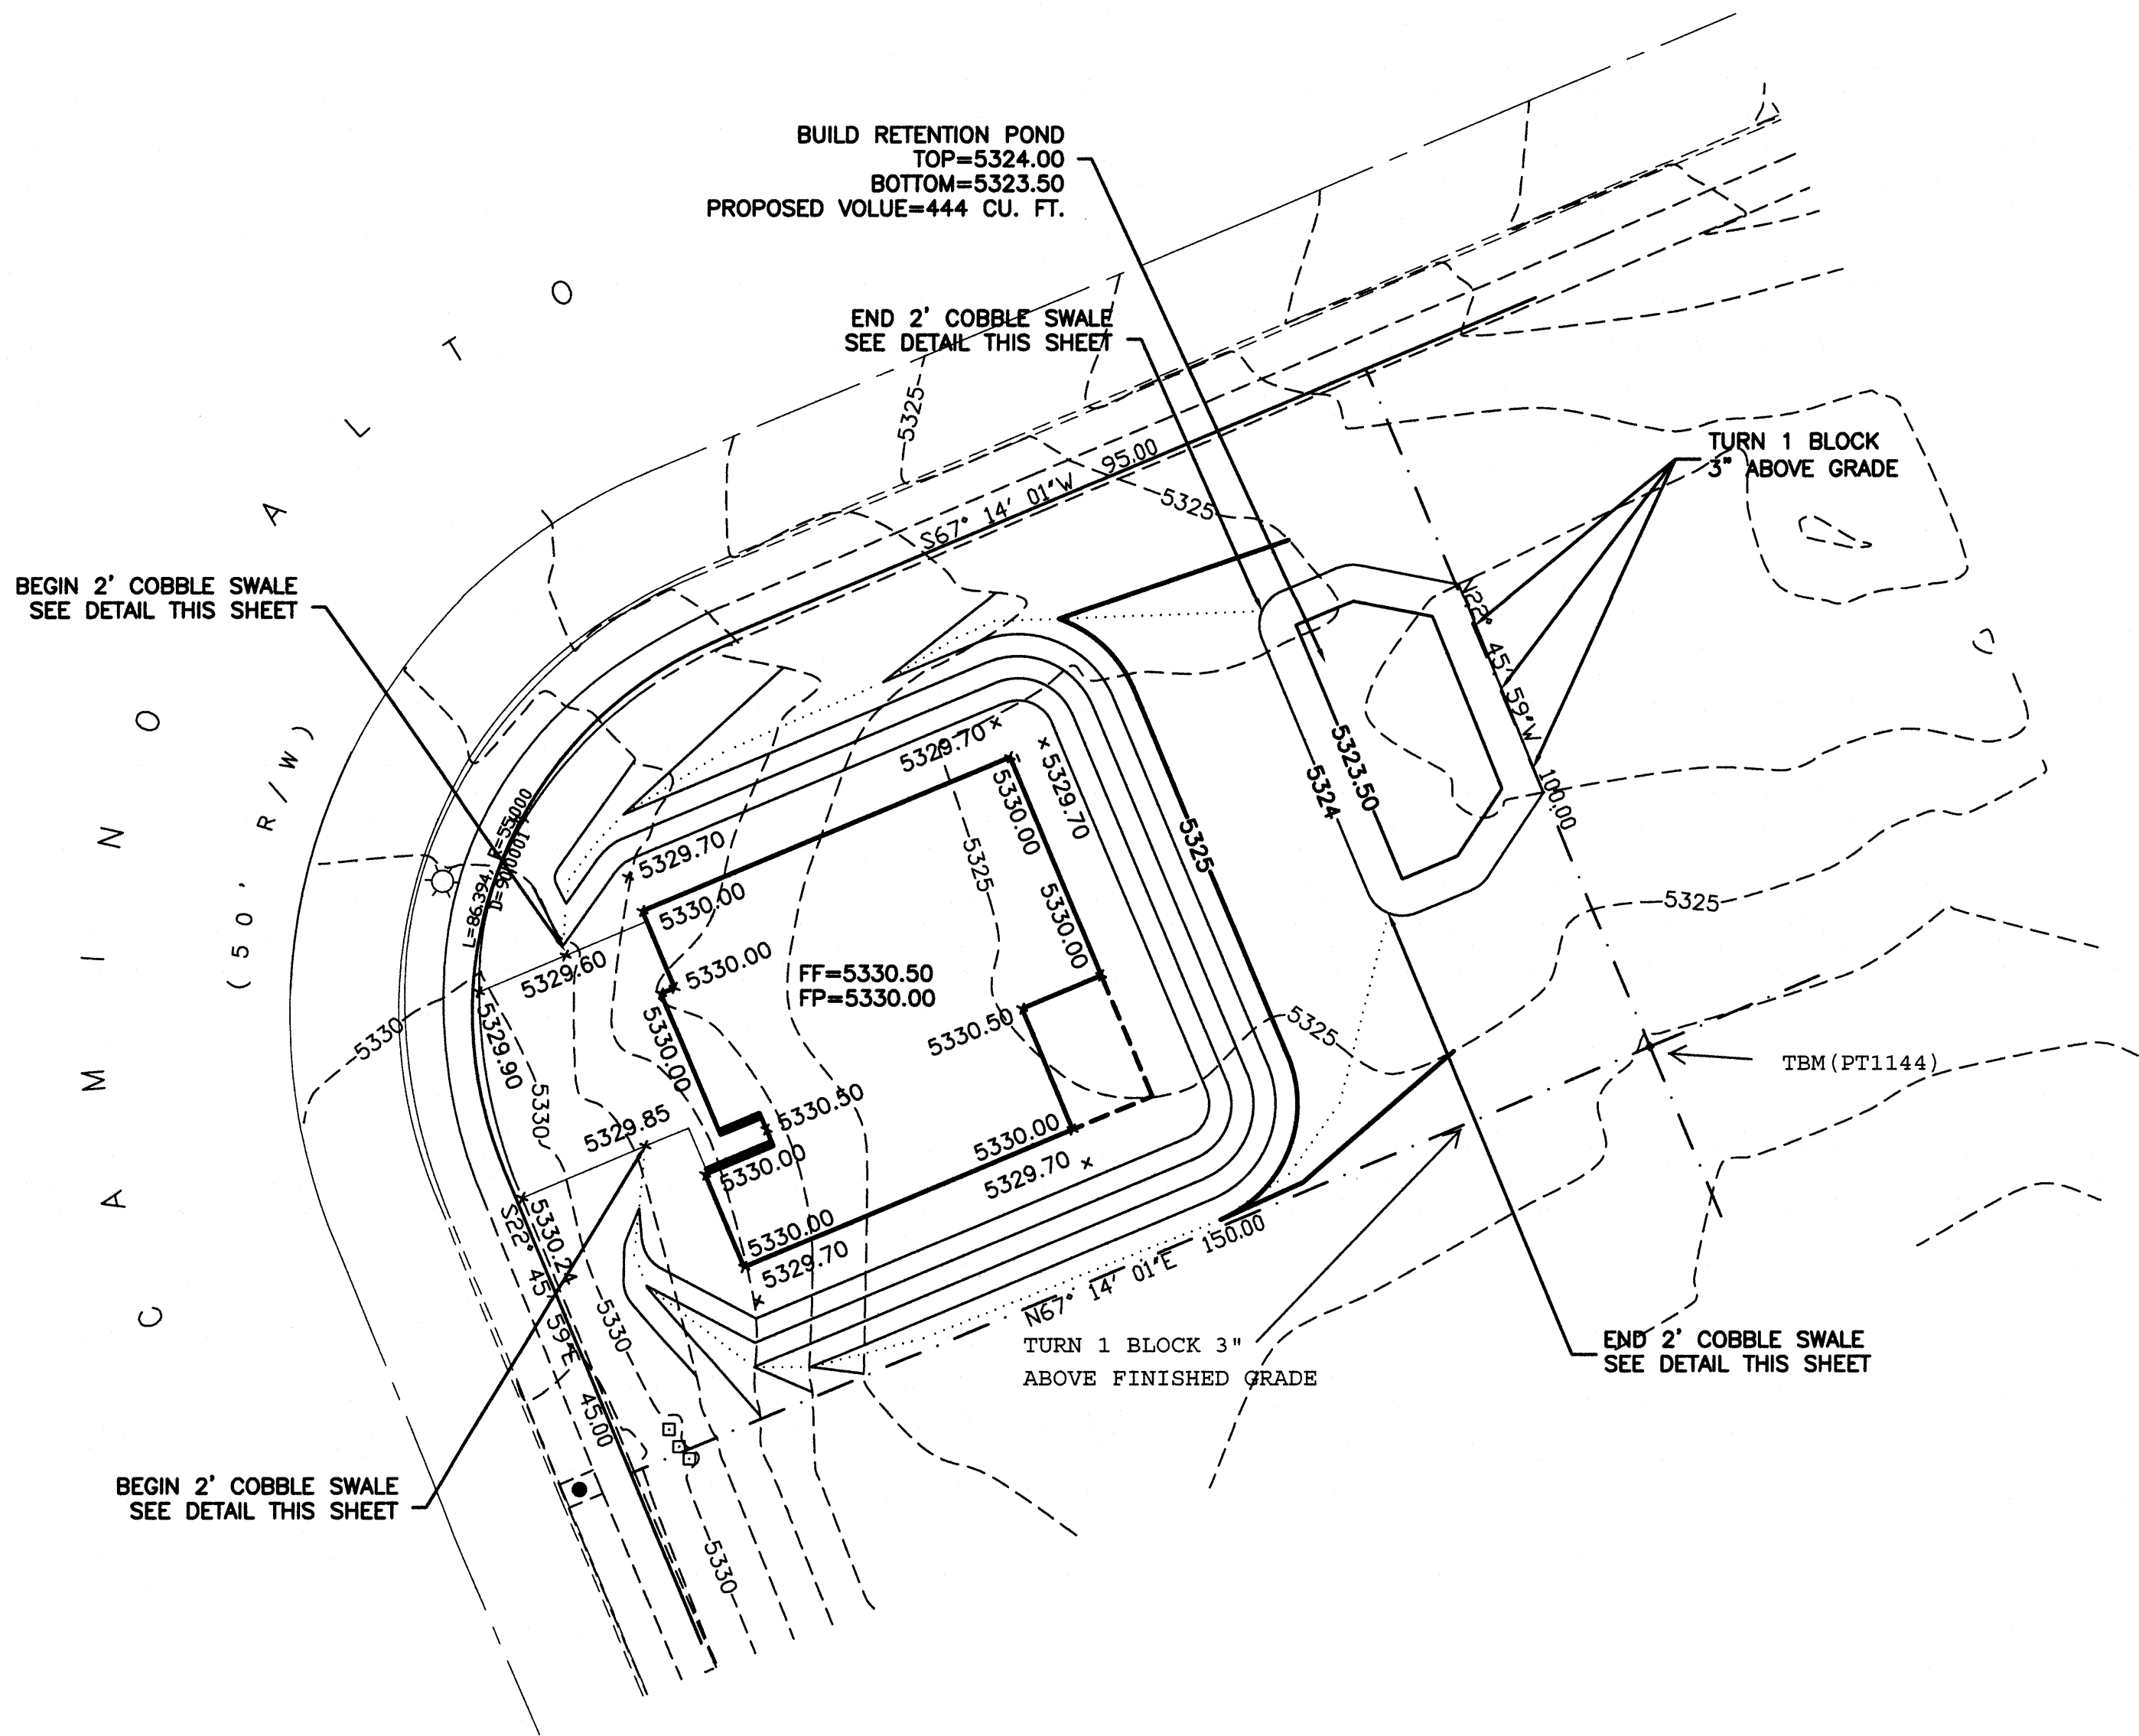 BUILD RETENTION POND
TOP=5324.00
BOTTOM=5323.50
PROPOSED VOLUE=444 CU. FT.
END 2' COBBLE SWALE
SEE DETAIL THIS SHEET
5325
95.00
S67° 14' 01"W
5325
TURN 1 BLOCK
3" ABOVE GRADE
BEGIN 2' COBBLE SWALE
SEE DETAIL THIS SHEET
CAMINO ALTO
(50' R/W)
N22° 45' 59"W
100.00
5329.70
5329.70
5330.00
5323.50
5324
5325
L=86.394, R=55.000
5329.70
5330.00
5325
5330.00
5325
5329.60
5330.00
FF=5330.50
FP=5330.00
5330
5329.90
5330.00
5330.50
5325
TBM(PT1144)
5330
5329.85
5330.50
5330.00
5330.00
5329.70
S22° 45' 59"E
45.00
5330.24
5330.00
5329.70
5330
N67° 14' 01"E
150.00
TURN 1 BLOCK 3"
ABOVE FINISHED GRADE
END 2' COBBLE SWALE
SEE DETAIL THIS SHEET
BEGIN 2' COBBLE SWALE
SEE DETAIL THIS SHEET
5330